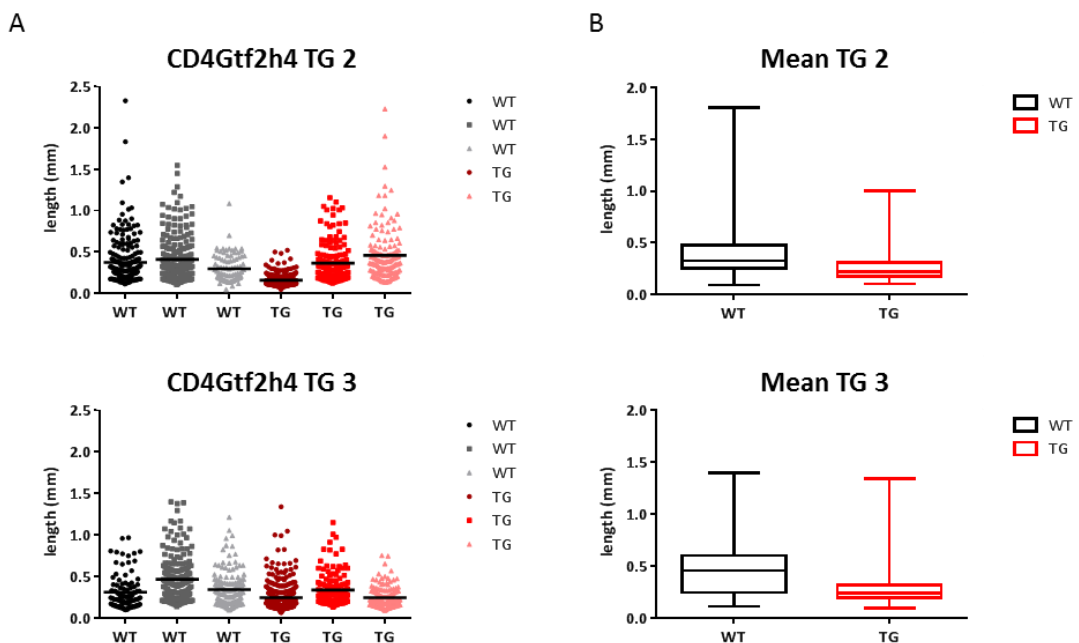 A
CD4Gtf2h4 TG 2
length (mm)
2.5
2.0
1.5
1.0
0.5
0.0
WT WT WT TG TG TG
WT
WT
WT
TG
TG
B
Mean TG 2
length (mm)
2.0
1.5
1.0
0.5
0.0
WT TG
WT
TG
CD4Gtf2h4 TG 3
length (mm)
2.5
2.0
1.5
1.0
0.5
0.0
WT WT WT TG TG TG
WT
WT
WT
TG
TG
TG
Mean TG 3
length (mm)
2.0
1.5
1.0
0.5
0.0
WT TG
WT
TG